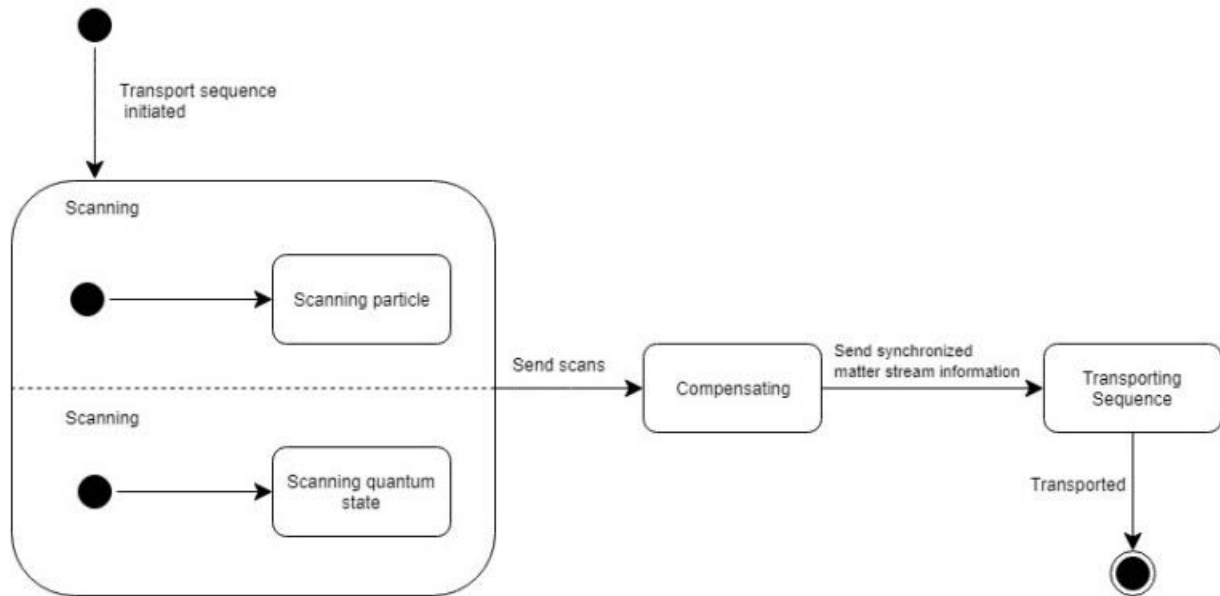 Transport sequence
initiated
Scanning
Scanning particle
Send scans
Compensating
Send synchronized
matter stream information
Transporting
Sequence
Scanning
Scanning quantum
state
Transported